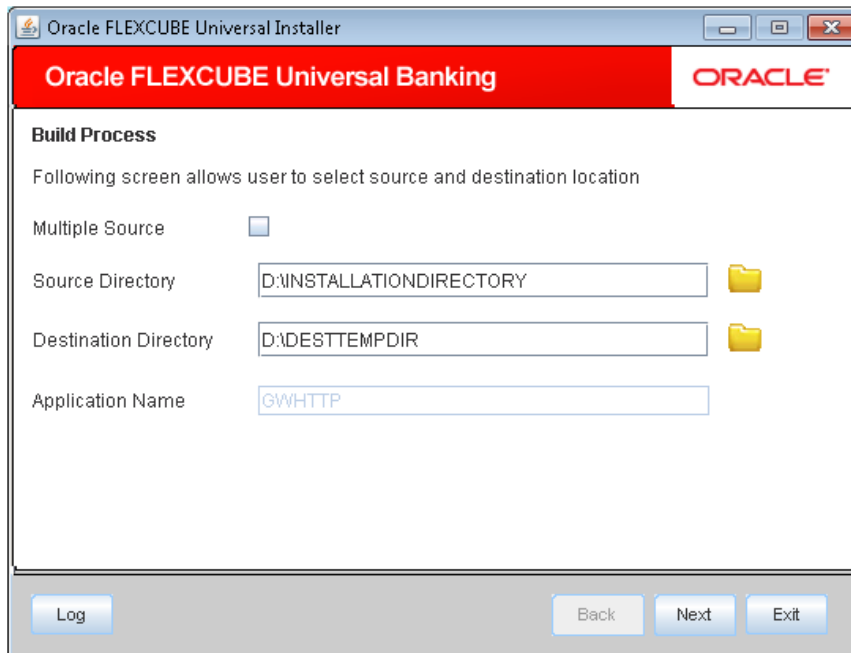 Oracle FLEXCUBE Universal Installer
Oracle FLEXCUBE Universal Banking
ORACLE
Build Process
Following screen allows user to select source and destination location
Multiple Source
Source Directory D:\INSTALLATIONDIRECTORY
Destination Directory D:\DESTTEMPDIR
Application Name GWHTTP
Log Back Next Exit